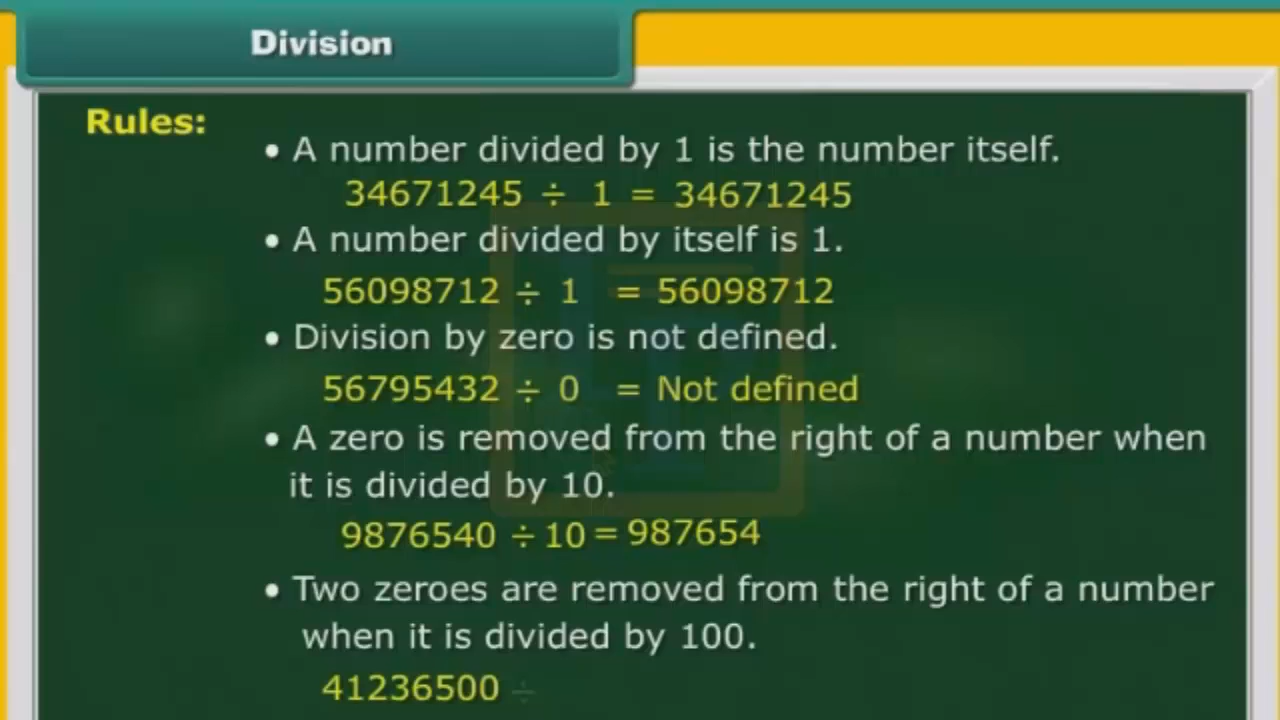 Division
Rules:
• A number divided by 1 is the number itself.
34671245 ÷ 1 = 34671245
• A number divided by itself is 1.
56098712 ÷ 1 = 56098712
• Division by zero is not defined.
56795432 ÷ 0 = Not defined
• A zero is removed from the right of a number when
it is divided by 10.
9876540 ÷ 10 = 987654
• Two zeroes are removed from the right of a number
when it is divided by 100.
41236500 ÷